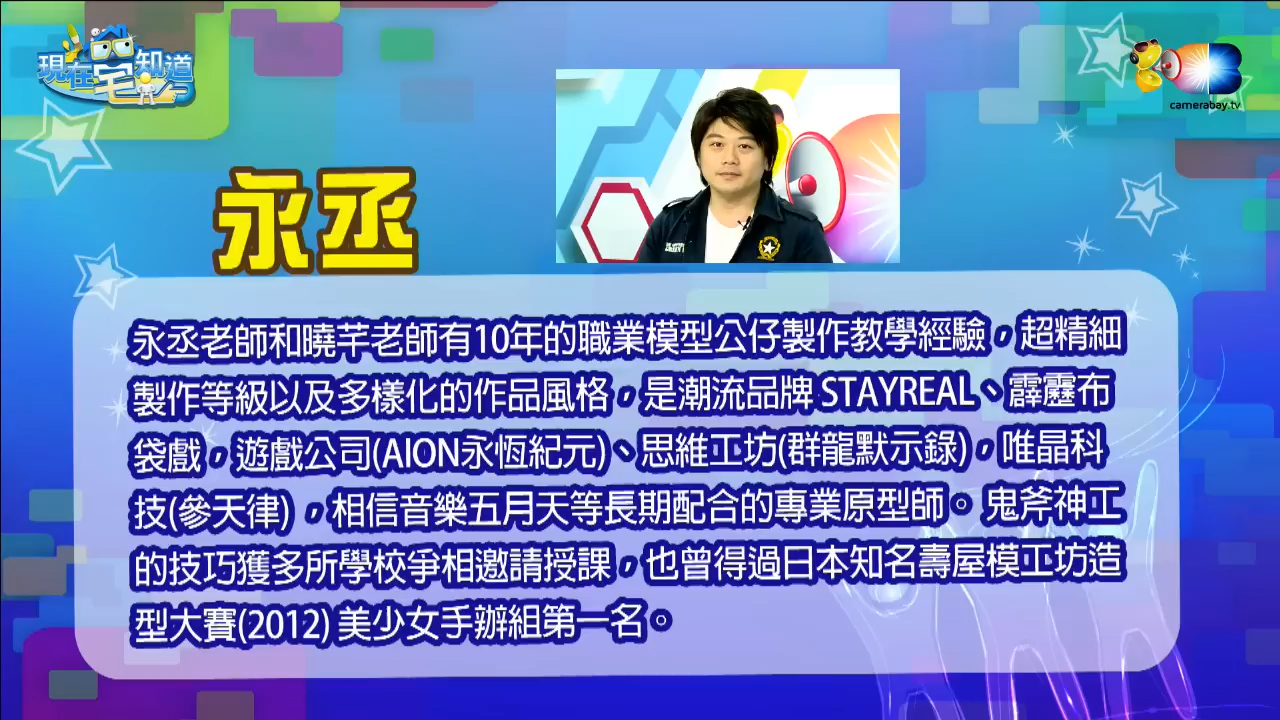 現在宅知道
camerabay.tv
永丞
永丞老師和曉芊老師有10年的職業模型公仔製作教學經驗，超精細
製作等級以及多樣化的作品風格，是潮流品牌 STAYREAL、霹靂布
袋戲，遊戲公司(AION永恆紀元)、思維工坊(群龍默示錄)，唯晶科
技(參天律) ，相信音樂五月天等長期配合的專業原型師。 鬼斧神工
的技巧獲多所學校爭相邀請授課，也曾得過日本知名壽屋模工坊造
型大賽(2012) 美少女手辦組第一名。